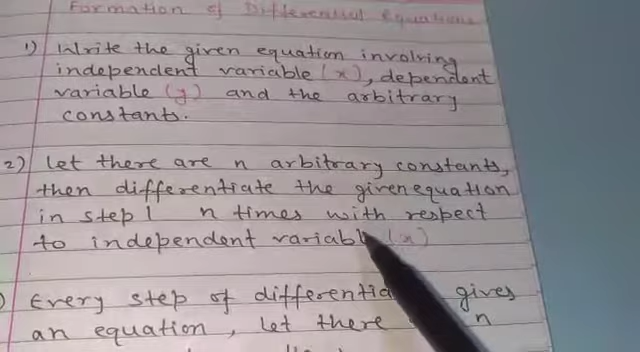 Formation of Differential Equations
1) Write the given equation involving
independent variable (x), dependent
variable (y) and the arbitrary
constants.
2) Let there are n arbitrary constants,
then differentiate the given equation
in step 1 n times with respect
to independent variable (x)
) Every step of differentia gives
an equation, let there n